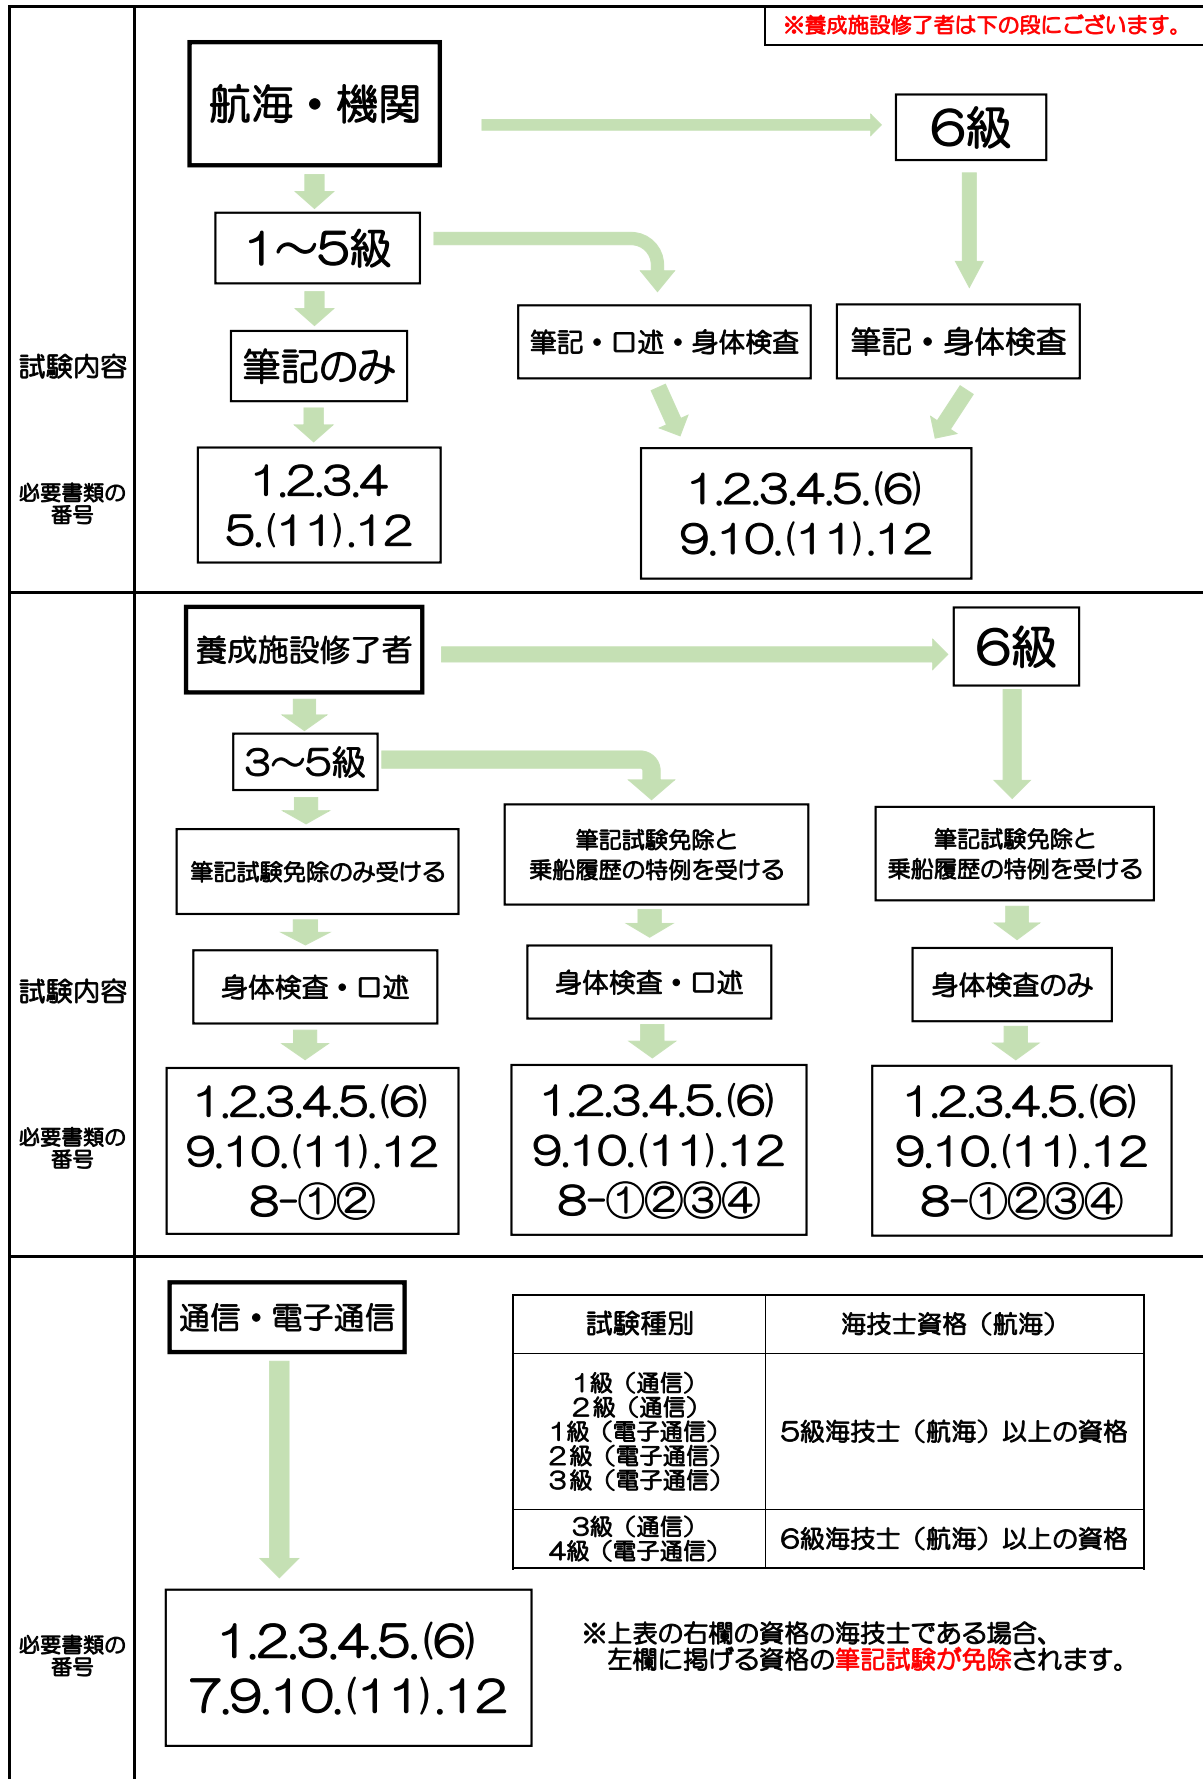 ※養成施設修了者は下の段にございます。
航海・機関
6級
1～5級
試験内容
筆記のみ
筆記・口述・身体検査
筆記・身体検査
必要書類の
番号
1.2.3.4
5.(11).12
1.2.3.4.5.(6)
9.10.(11).12
養成施設修了者
6級
3～5級
筆記試験免除のみ受ける
筆記試験免除と
乗船履歴の特例を受ける
筆記試験免除と
乗船履歴の特例を受ける
試験内容
身体検査・口述
身体検査・口述
身体検査のみ
必要書類の
番号
1.2.3.4.5.(6)
9.10.(11).12
8-①②
1.2.3.4.5.(6)
9.10.(11).12
8-①②③④
1.2.3.4.5.(6)
9.10.(11).12
8-①②③④
通信・電子通信
試験種別
海技士資格（航海）
1級（通信）
2級（通信）
1級（電子通信）
2級（電子通信）
3級（電子通信）
5級海技士（航海）以上の資格
3級（通信）
4級（電子通信）
6級海技士（航海）以上の資格
必要書類の
番号
1.2.3.4.5.(6)
7.9.10.(11).12
※上表の右欄の資格の海技士である場合、
左欄に掲げる資格の筆記試験が免除されます。